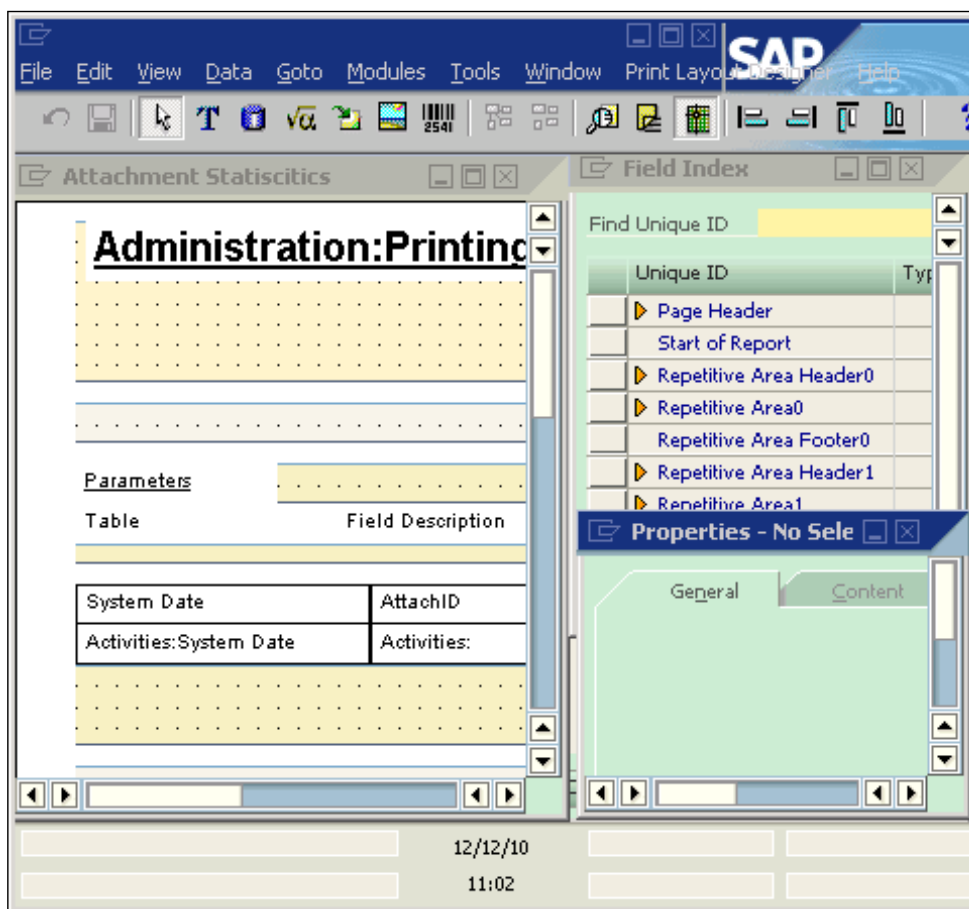 SAP
File Edit View Data Goto Modules Tools Window Print Layout Designer Help
T √α 2541 ?
Attachment Statiscitics
Field Index
Administration:Printing
Find Unique ID
Unique ID Typ
Page Header
Start of Report
Repetitive Area Header0
Repetitive Area0
Repetitive Area Footer0
Repetitive Area Header1
Repetitive Area1
Parameters
Table Field Description
System Date AttachID
Activities:System Date Activities:
Properties - No Sele
General Content
12/12/10
11:02